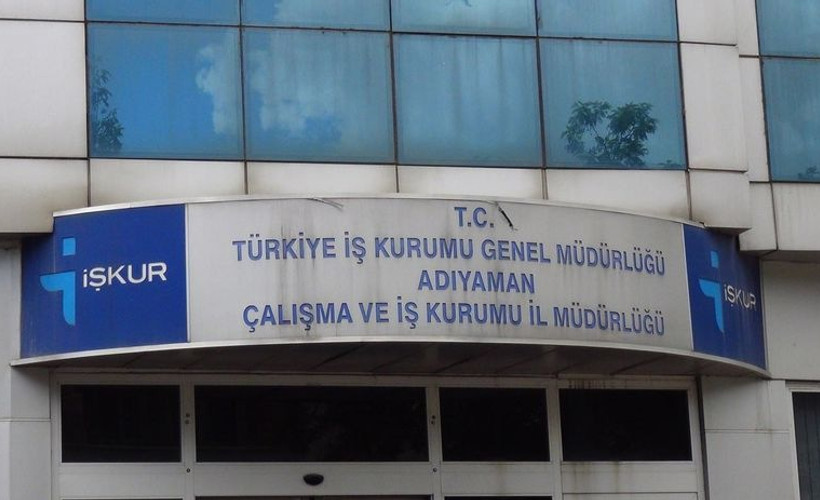 T.C.
TÜRKİYE İŞ KURUMU GENEL MÜDÜRLÜĞÜ
ADIYAMAN
ÇALIŞMA VE İŞ KURUMU İL MÜDÜRLÜĞÜ
İŞKUR
İŞKUR